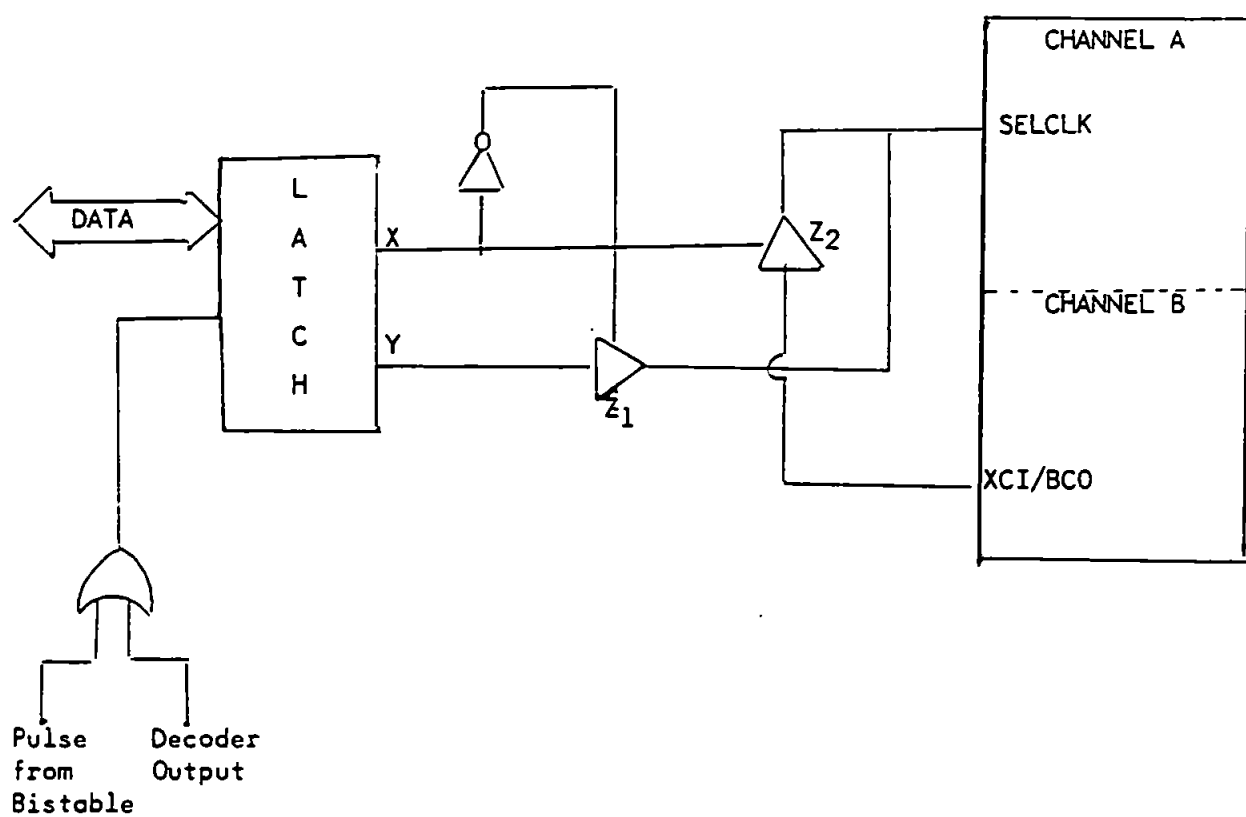 CHANNEL A
SELCLK
DATA
L
A
T
C
H
X
Y
Z2
Z1
CHANNEL B
XCI/BCO
Pulse from Bistable
Decoder Output